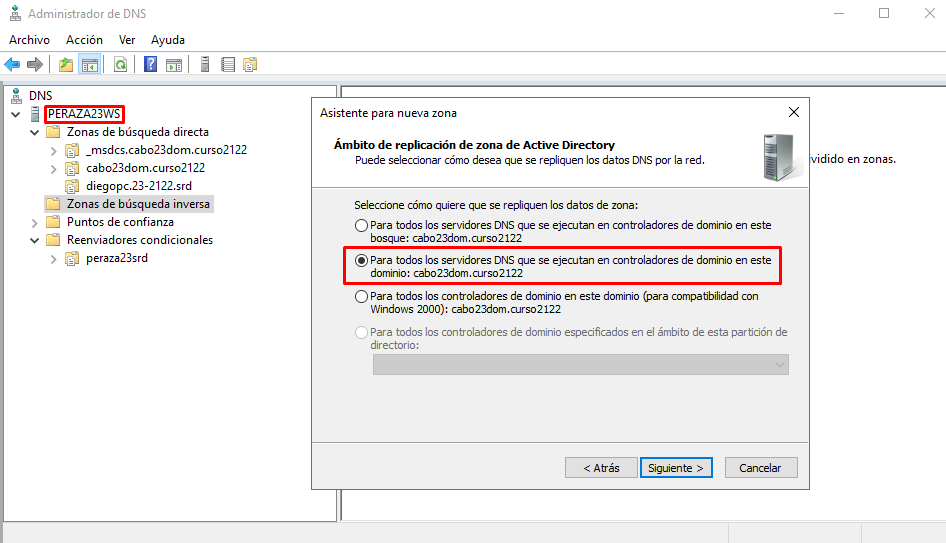 Administrador de DNS
Archivo Acción Ver Ayuda
DNS
PERAZA23WS
Zonas de búsqueda directa
_msdcs.cabo23dom.curso2122
cabo23dom.curso2122
diegopc.23-2122.srd
Zonas de búsqueda inversa
Puntos de confianza
Reenviadores condicionales
peraza23srd
vidido en zonas.
Asistente para nueva zona
Ámbito de replicación de zona de Active Directory
Puede seleccionar cómo desea que se repliquen los datos DNS por la red.
Seleccione cómo quiere que se repliquen los datos de zona:
Para todos los servidores DNS que se ejecutan en controladores de dominio en este
bosque: cabo23dom.curso2122
Para todos los servidores DNS que se ejecutan en controladores de dominio en este
dominio: cabo23dom.curso2122
Para todos los controladores de dominio en este dominio (para compatibilidad con
Windows 2000): cabo23dom.curso2122
Para todos los controladores de dominio especificados en el ámbito de esta partición de
directorio:
< Atrás Siguiente > Cancelar